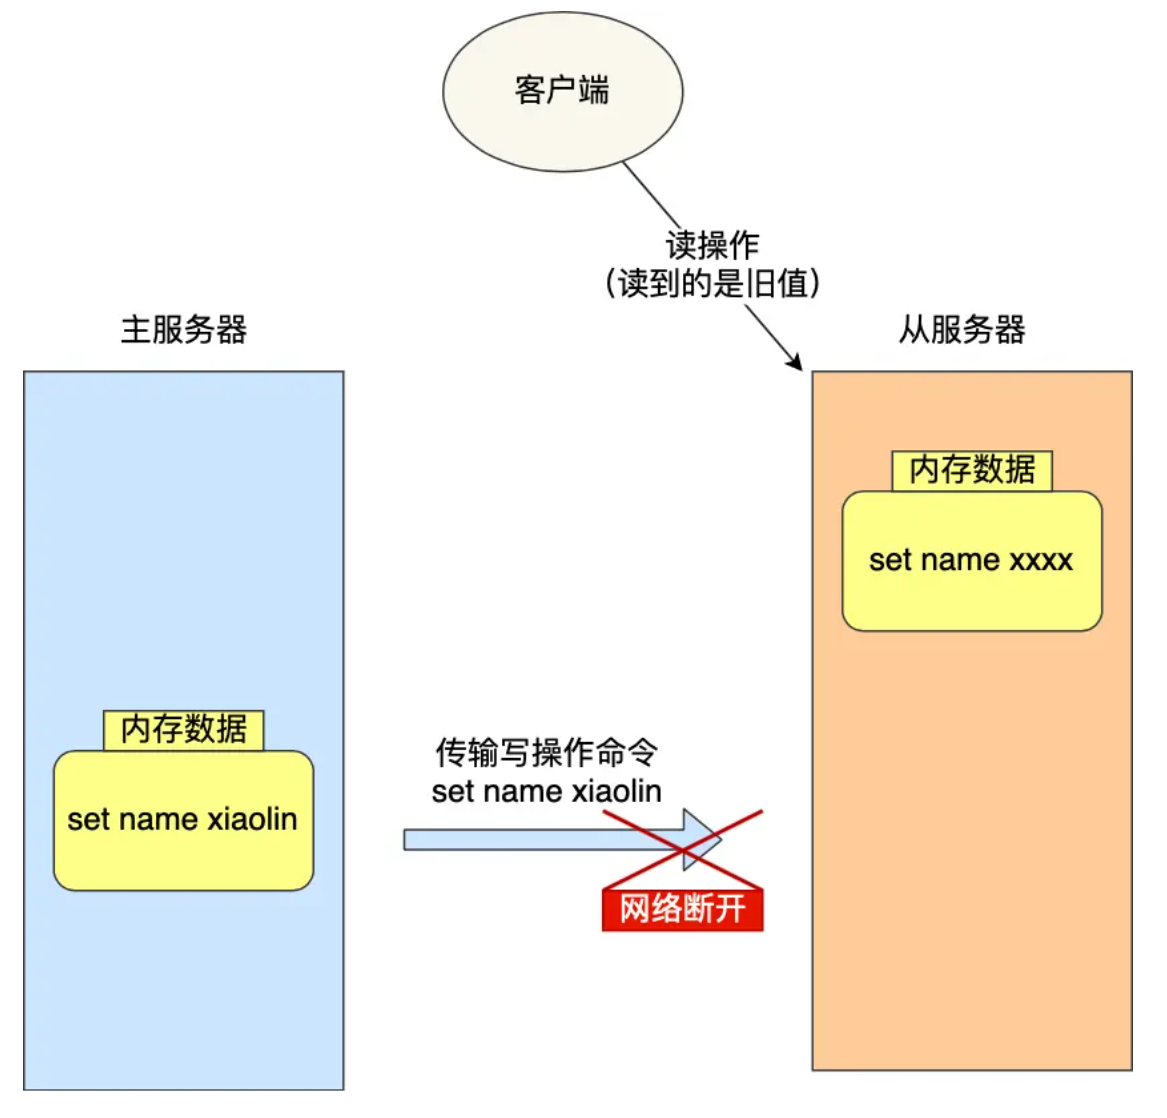 客户端
读操作
（读到的是旧值）
主服务器
从服务器
内存数据
set name xxxx
内存数据
set name xiaolin
传输写操作命令
set name xiaolin
网络断开